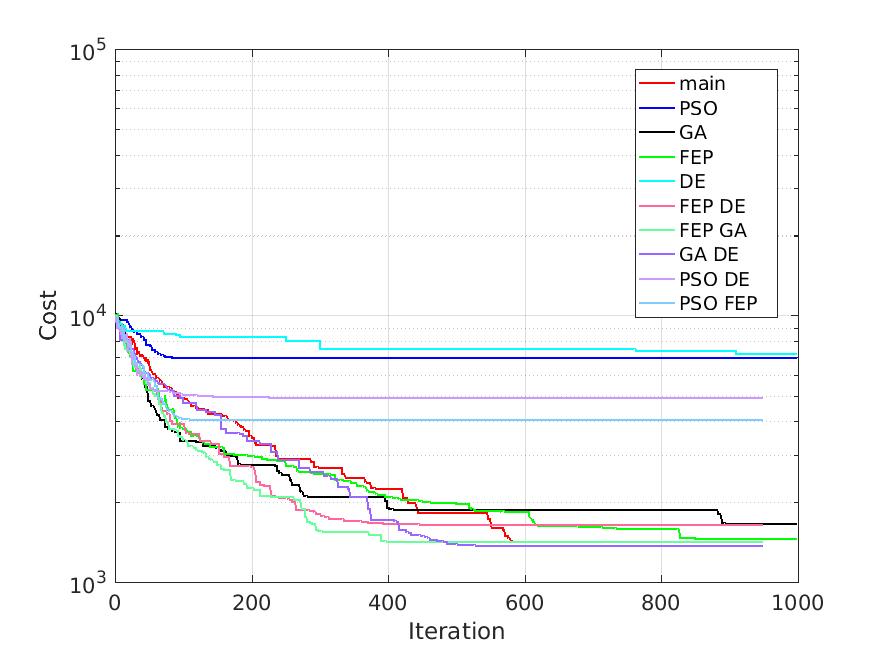 10^5
10^4
10^3
Cost
0
200
400
600
800
1000
Iteration
main
PSO
GA
FEP
DE
FEP DE
FEP GA
GA DE
PSO DE
PSO FEP